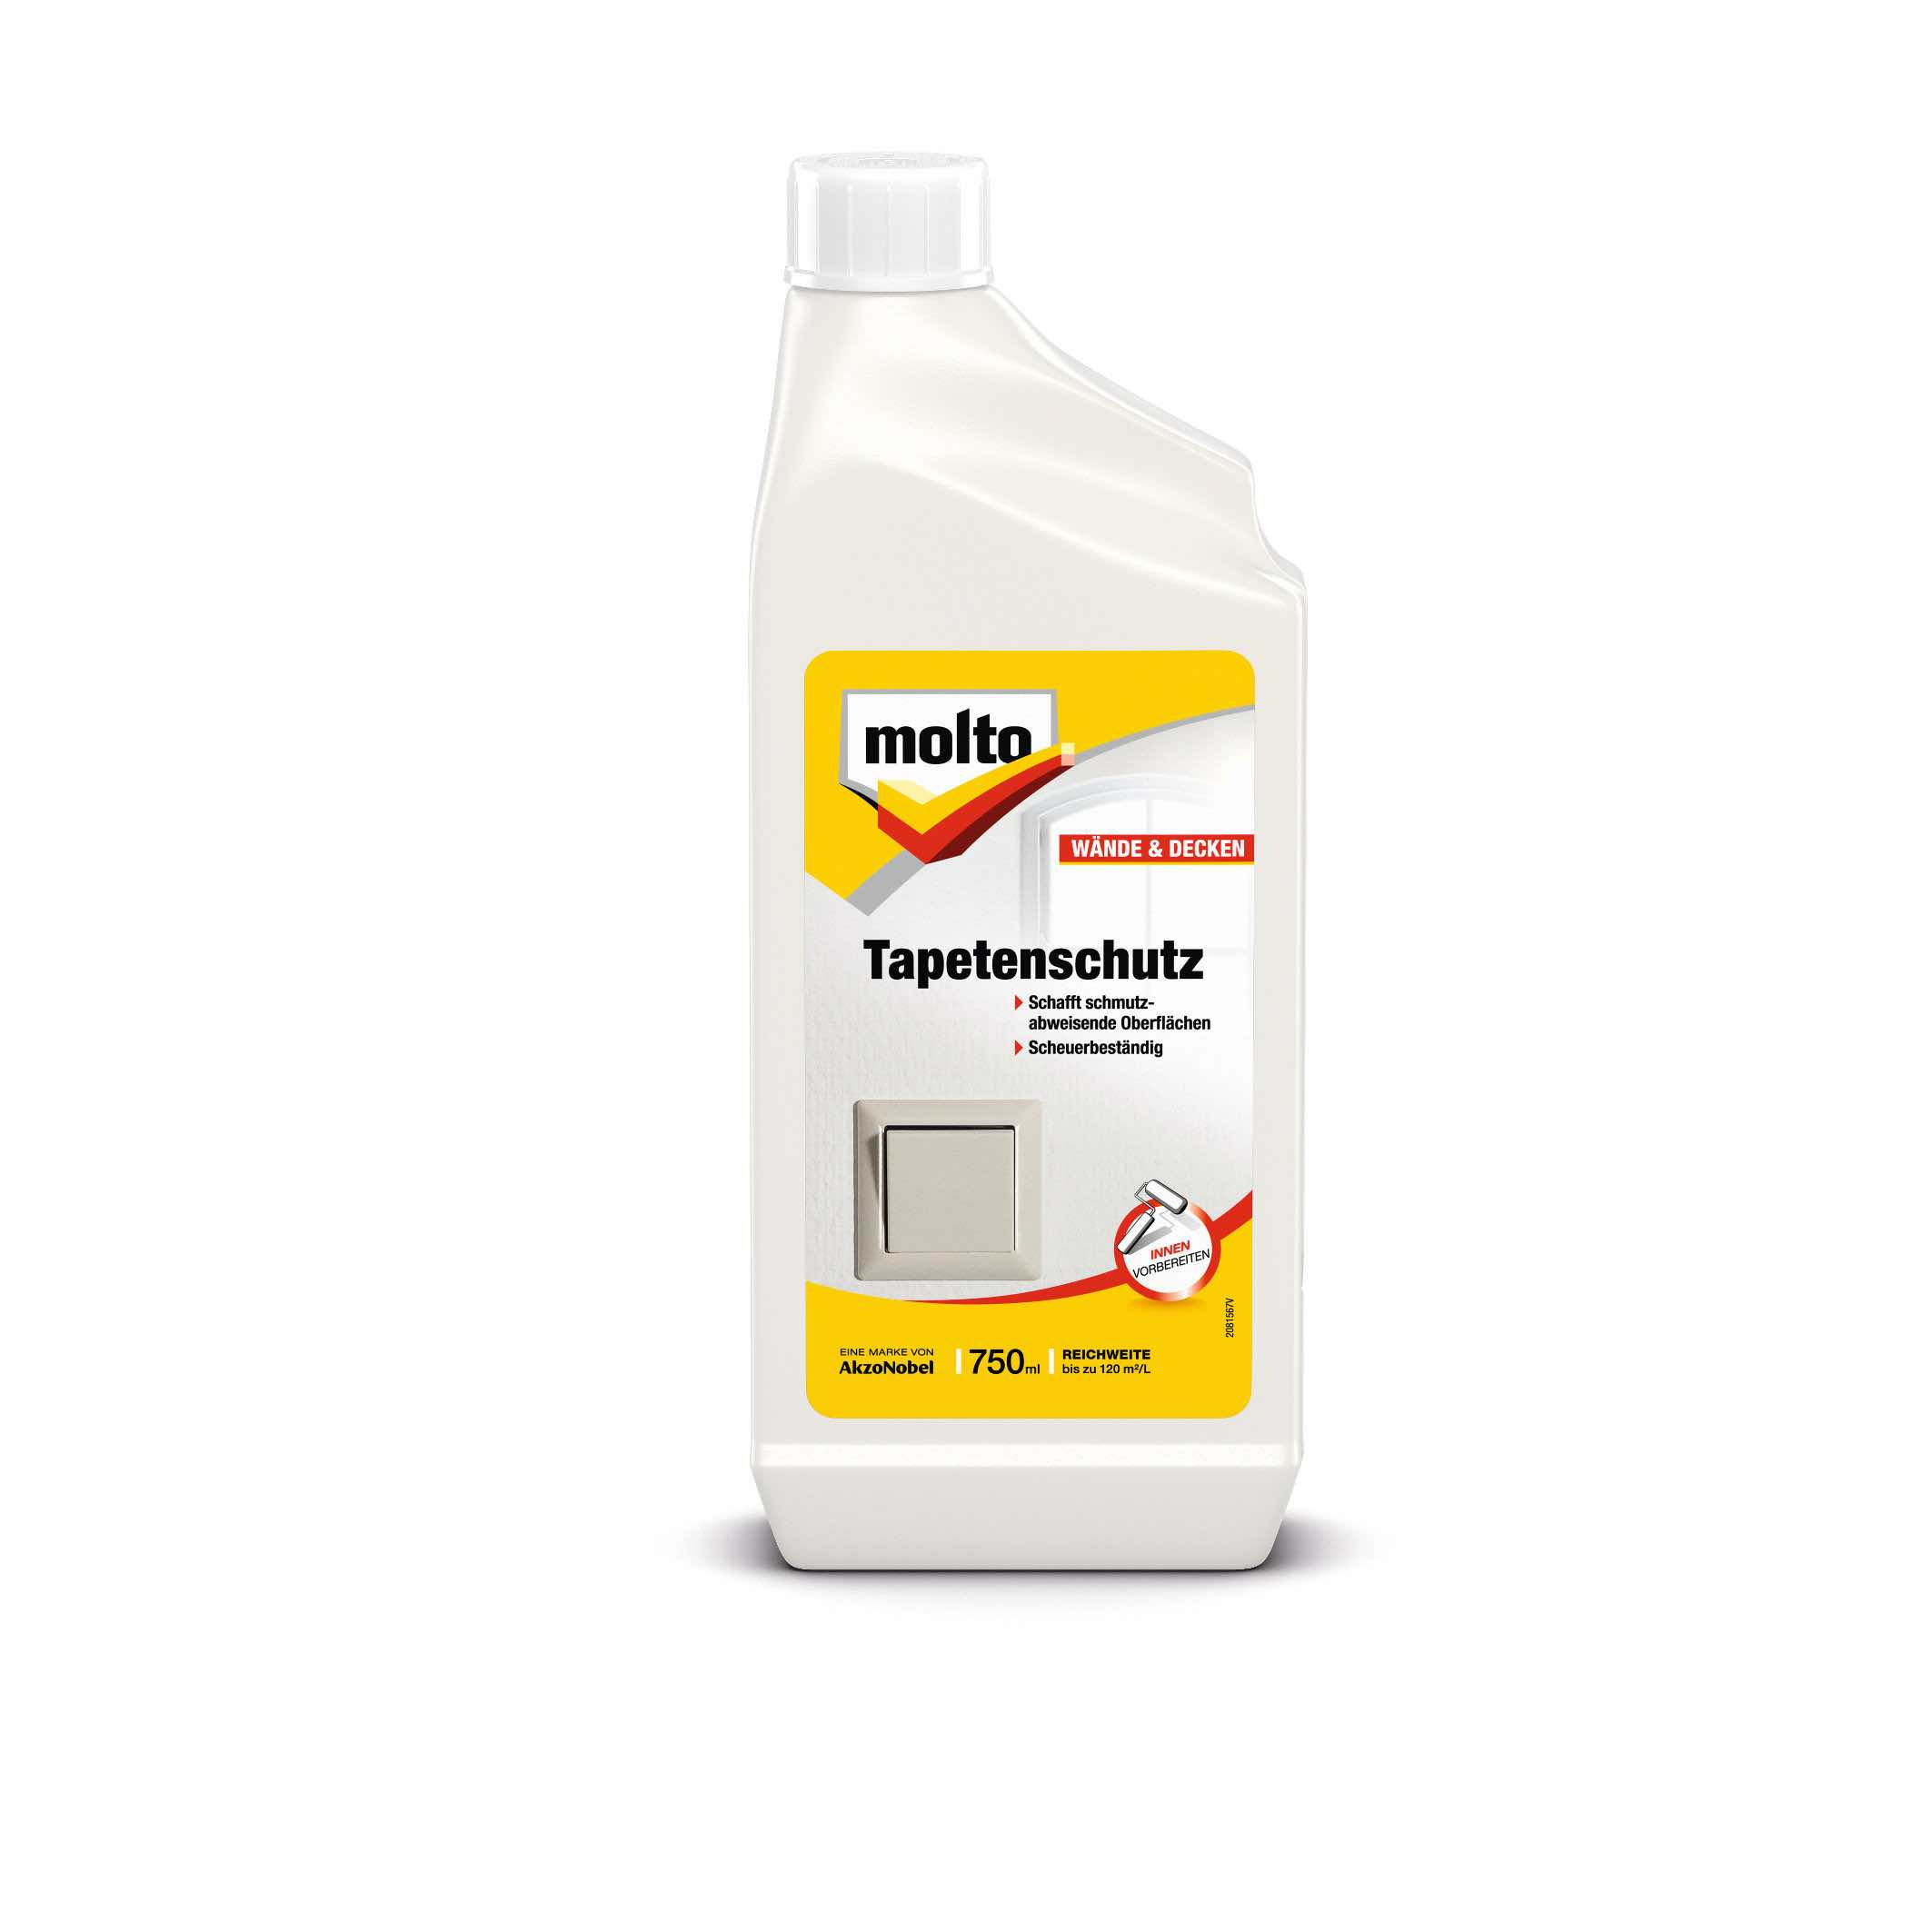 molto
WÄNDE & DECKEN
Tapetenschutz
Schafft schmutz-
abweisende Oberflächen
Scheuerbeständig
INNEN
VORBEREITEN
2081567V
EINE MARKE VON
AkzoNobel
750ml
REICHWEITE
bis zu 120 m²/L